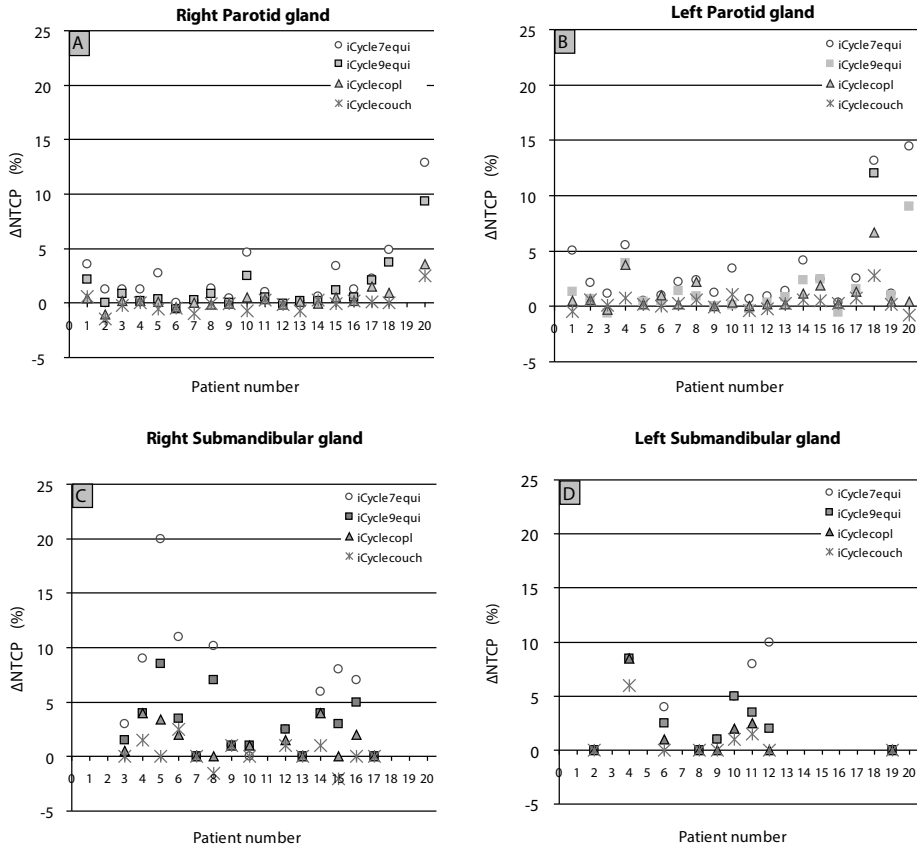 Right Parotid gland
A
iCycle7equi
iCycle9equi
iCyclecopl
iCyclecouch
25
20
15
10
5
0
-5
0 1 2 3 4 5 6 7 8 9 10 11 12 13 14 15 16 17 18 19 20
ΔNTCP (%)
Patient number
Left Parotid gland
B
iCycle7equi
iCycle9equi
iCyclecopl
iCyclecouch
25
20
15
10
5
0
-5
0 1 2 3 4 5 6 7 8 9 10 11 12 13 14 15 16 17 18 19 20
ΔNTCP (%)
Patient number
Right Submandibular gland
C
iCycle7equi
iCycle9equi
iCyclecopl
iCyclecouch
25
20
15
10
5
0
-5
0 1 2 3 4 5 6 7 8 9 10 11 12 13 14 15 16 17 18 19 20
ΔNTCP (%)
Patient number
Left Submandibular gland
D
iCycle7equi
iCycle9equi
iCyclecopl
iCyclecouch
25
20
15
10
5
0
-5
0 1 2 3 4 5 6 7 8 9 10 11 12 13 14 15 16 17 18 19 20
ΔNTCP (%)
Patient number